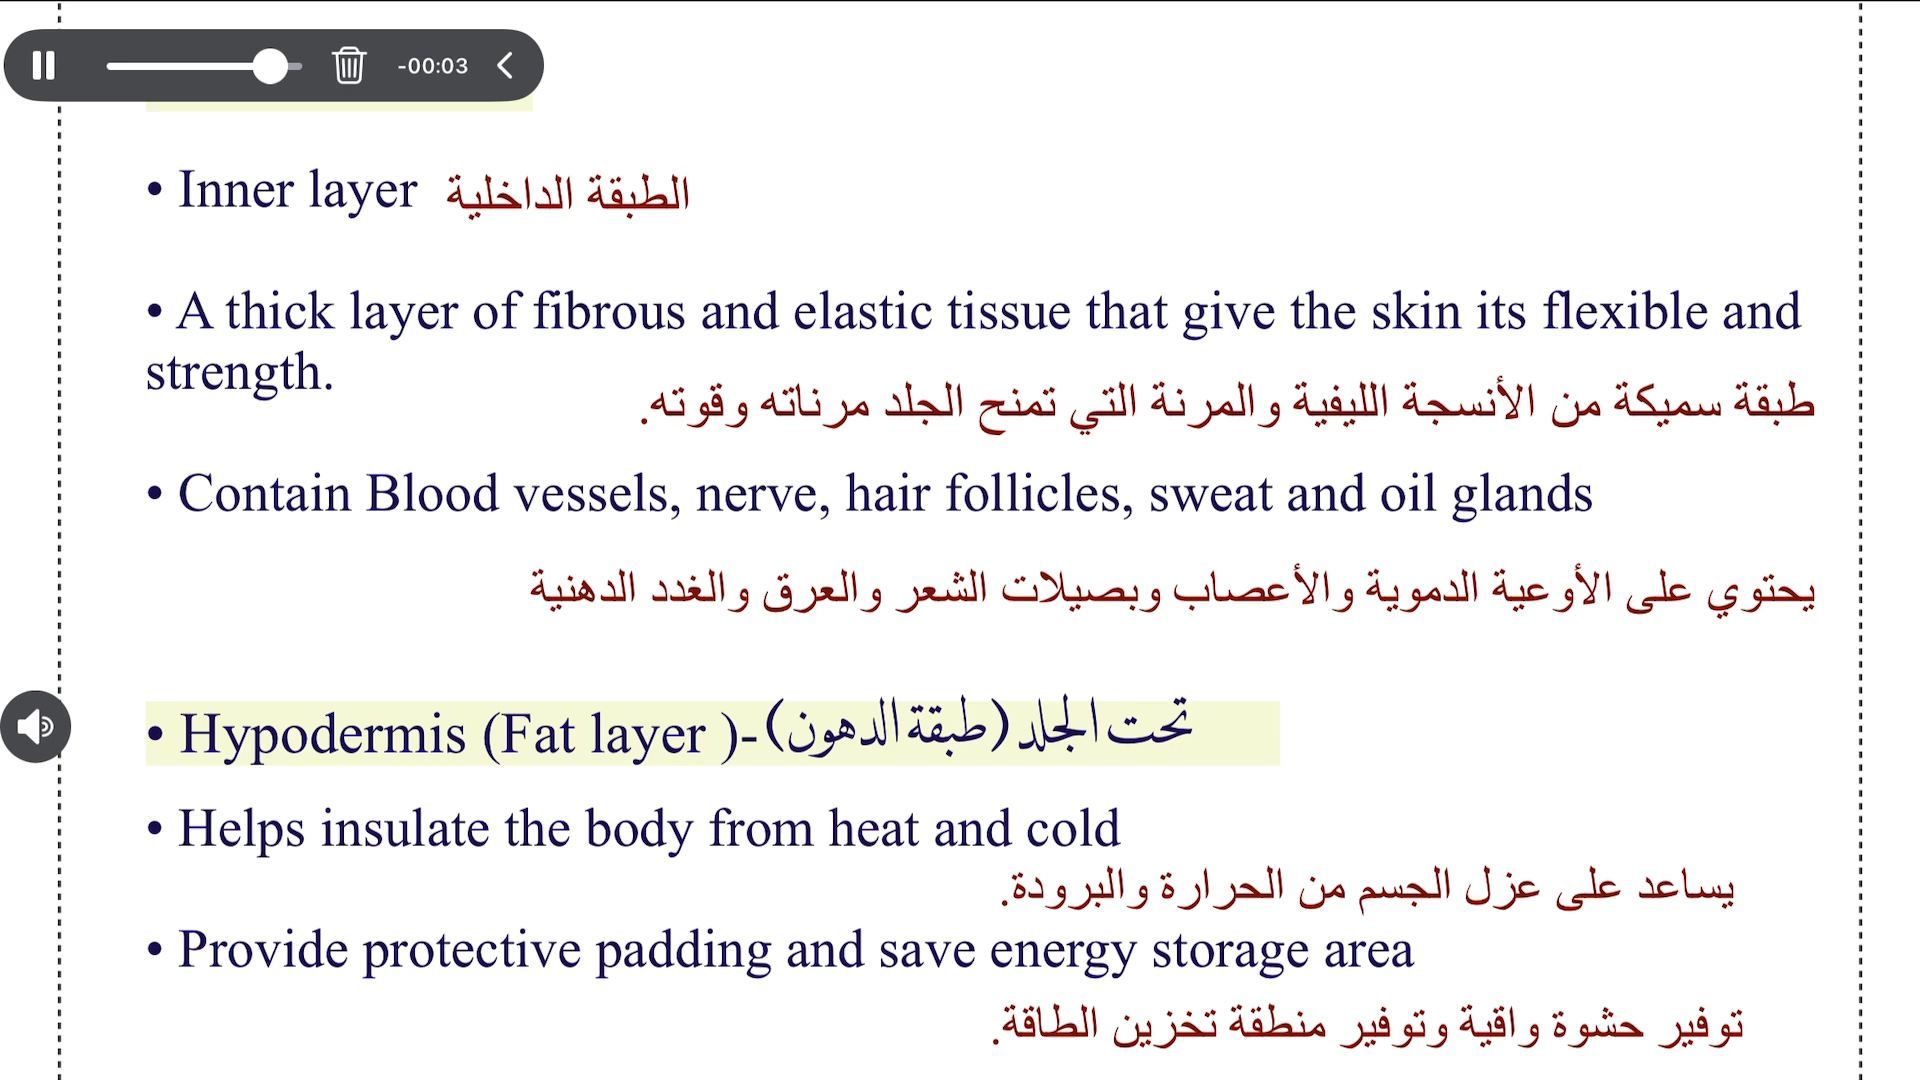 -00:03
• Inner layer الطبقة الداخلية
• A thick layer of fibrous and elastic tissue that give the skin its flexible and
strength.
طبقة سميكة من الأنسجة الليفية والمرنة التي تمنح الجلد مرناته وقوته.
• Contain Blood vessels, nerve, hair follicles, sweat and oil glands
يحتوي على الأوعية الدموية والأعصاب وبصيلات الشعر والعرق والغدد الدهنية
• Hypodermis (Fat layer )-تحت الجلد (طبقة الدهون)
• Helps insulate the body from heat and cold
يساعد على عزل الجسم من الحرارة والبرودة.
• Provide protective padding and save energy storage area
توفير حشوة واقية وتوفير منطقة تخزين الطاقة.